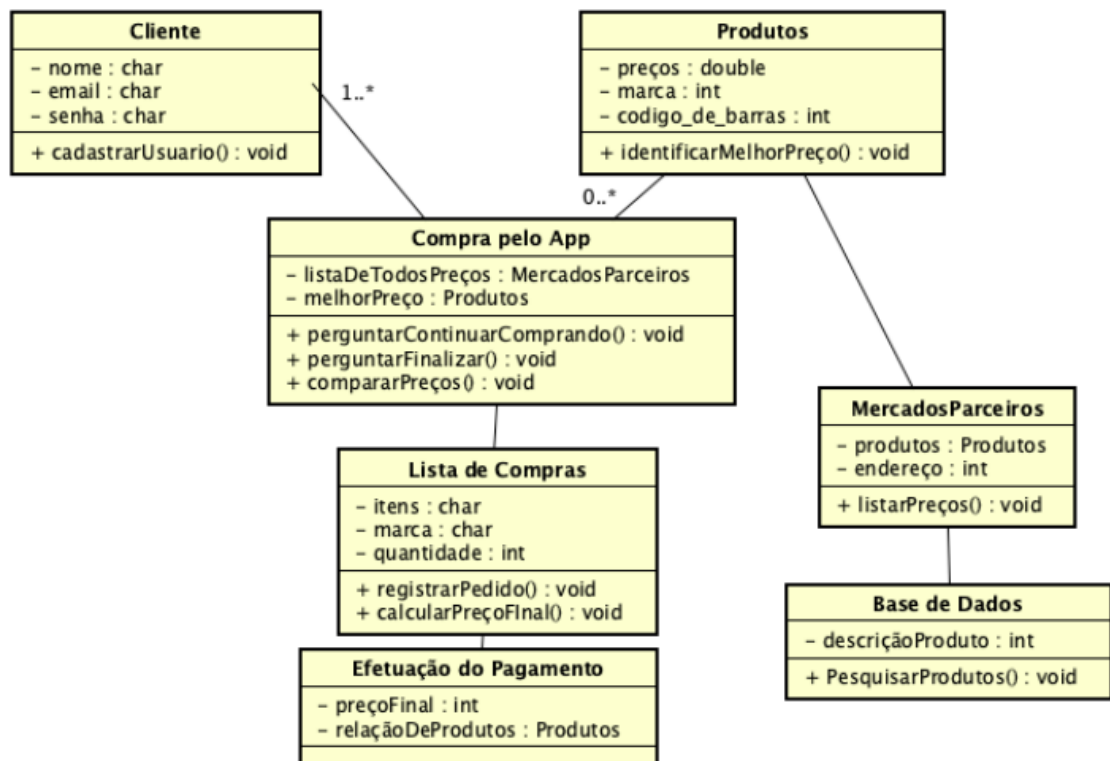 Cliente
- nome : char
- email : char
- senha : char
+ cadastrarUsuario() : void
1..*
Produtos
- preços : double
- marca : int
- codigo_de_barras : int
+ identificarMelhorPreço() : void
0..*
Compra pelo App
- listaDeTodosPreços : MercadosParceiros
- melhorPreço : Produtos
+ perguntarContinuarComprando() : void
+ perguntarFinalizar() : void
+ compararPreços() : void
MercadosParceiros
- produtos : Produtos
- endereço : int
+ listarPreços() : void
Lista de Compras
- itens : char
- marca : char
- quantidade : int
+ registrarPedido() : void
+ calcularPreçoFInal() : void
Base de Dados
- descriçãoProduto : int
+ PesquisarProdutos() : void
Efetuação do Pagamento
- preçoFinal : int
- relaçãoDeProdutos : Produtos